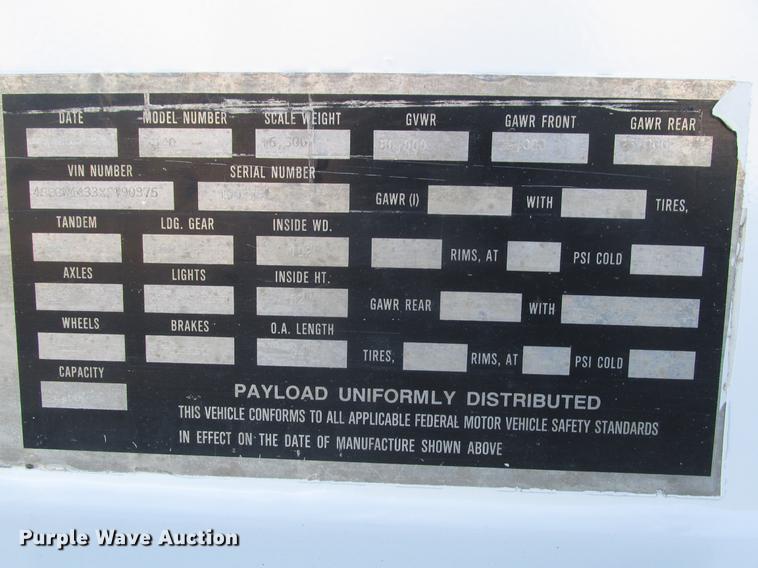 DATE MODEL NUMBER SCALE WEIGHT GVWR GAWR FRONT GAWR REAR
VIN NUMBER SERIAL NUMBER
GAWR (I) WITH TIRES,
TANDEM LDG. GEAR INSIDE WD.
RIMS, AT PSI COLD
AXLES LIGHTS INSIDE HT.
GAWR REAR WITH
WHEELS BRAKES O.A. LENGTH
TIRES, RIMS, AT PSI COLD
CAPACITY
PAYLOAD UNIFORMLY DISTRIBUTED
THIS VEHICLE CONFORMS TO ALL APPLICABLE FEDERAL MOTOR VEHICLE SAFETY STANDARDS
IN EFFECT ON THE DATE OF MANUFACTURE SHOWN ABOVE
Purple Wave Auction